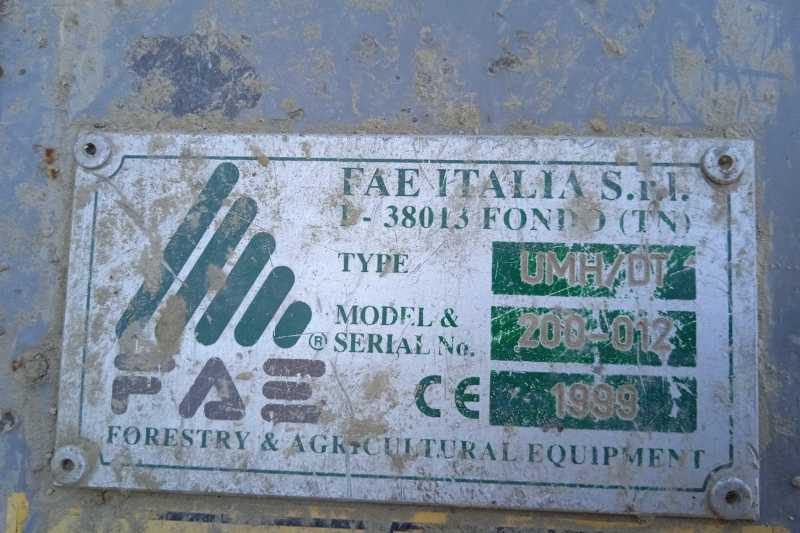 FAE ITALIA S.r.l.
I - 38013 FONDO (TN)
TYPE UMH/DT
MODEL &
SERIAL No. 200-012
®
FAE
CE 1999
FORESTRY & AGRICULTURAL EQUIPMENT